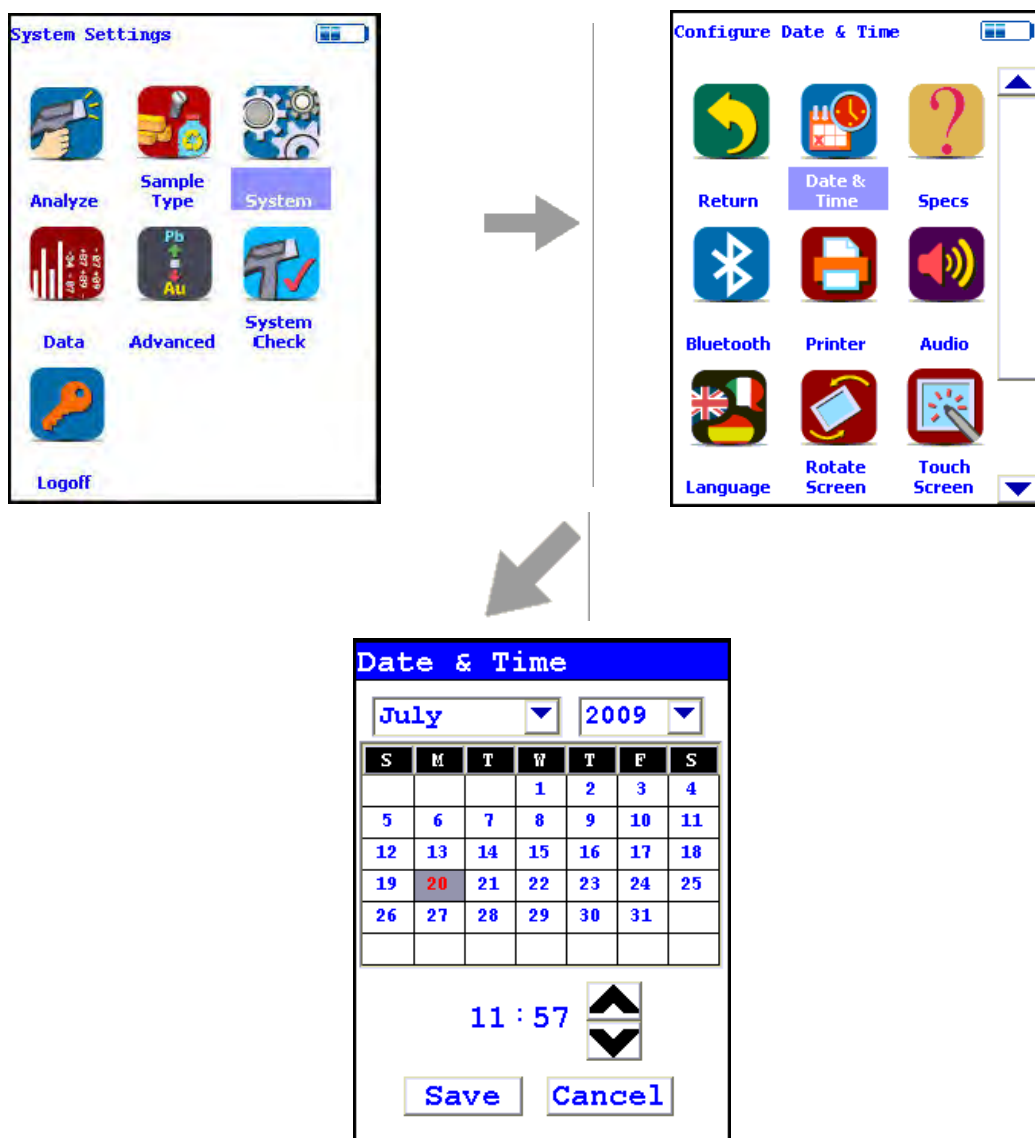 System Settings
Analyze
Sample
Type
System
Pb
Au
Data
Advanced
System
Check
Logoff
Configure Date & Time
Return
Date &
Time
Specs
Bluetooth
Printer
Audio
Language
Rotate
Screen
Touch
Screen
Date & Time
July 2009
S M T W T F S
1 2 3 4
5 6 7 8 9 10 11
12 13 14 15 16 17 18
19 20 21 22 23 24 25
26 27 28 29 30 31
11:57
Save Cancel